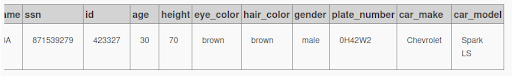 ame ssn id age height eye_color hair_color gender plate_number car_make car_model
8A 871539279 423327 30 70 brown brown male 0H42W2 Chevrolet Spark
LS